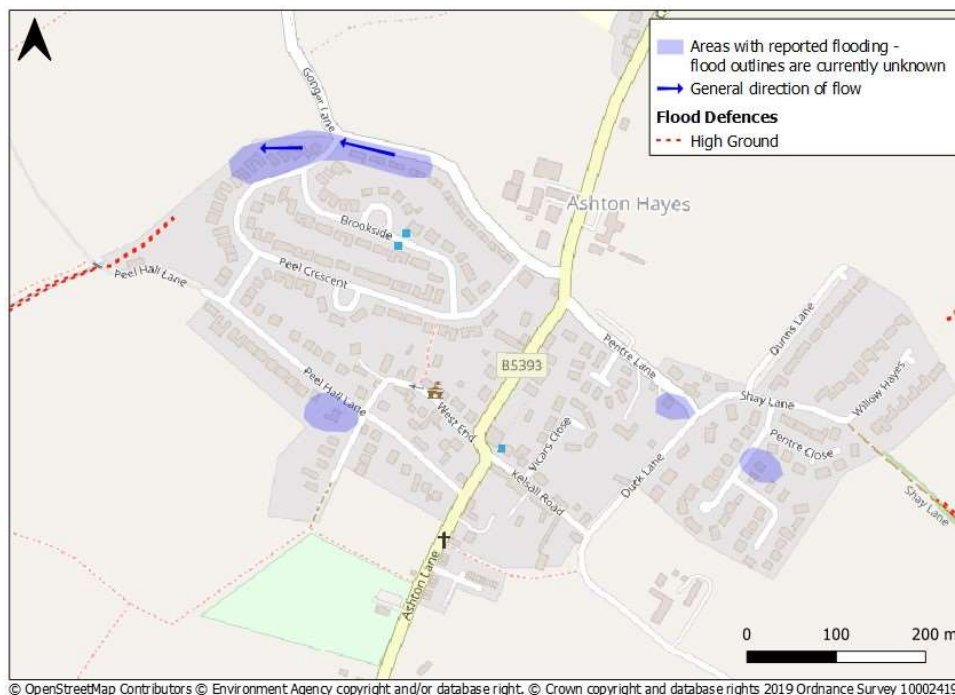 Areas with reported flooding -
flood outlines are currently unknown
General direction of flow
Flood Defences
High Ground
Gongar Lane
Ashton Hayes
Brookside
Peel Crescent
Peel Hall Lane
B5393
Pentre Lane
Dunns Lane
Shay Lane
Willow Hayes
Peel Hall Lane
West End
Vicars Close
Pentre Close
Kelsall Road
Duck Lane
Shay Lane
Ashton Lane
0 100 200 m
© OpenStreetMap Contributors © Environment Agency copyright and/or database right. © Crown copyright and database rights 2019 Ordnance Survey 10002419